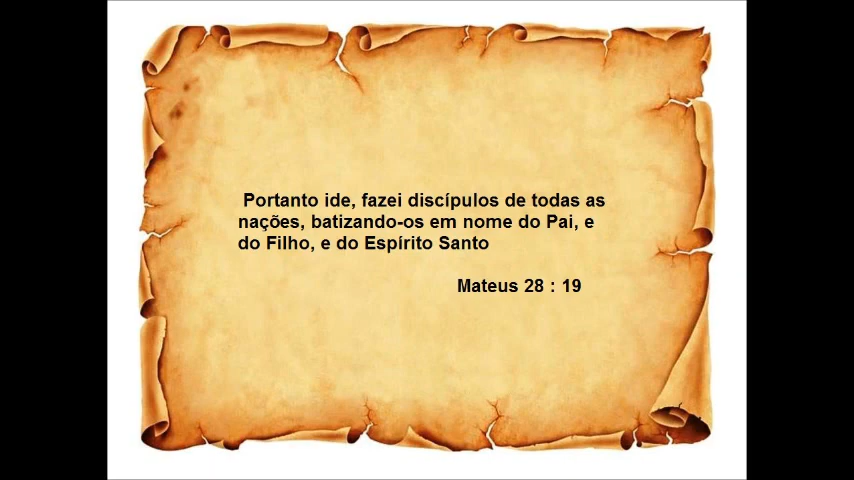 Portanto ide, fazei discípulos de todas as
nações, batizando-os em nome do Pai, e
do Filho, e do Espírito Santo
Mateus 28 : 19